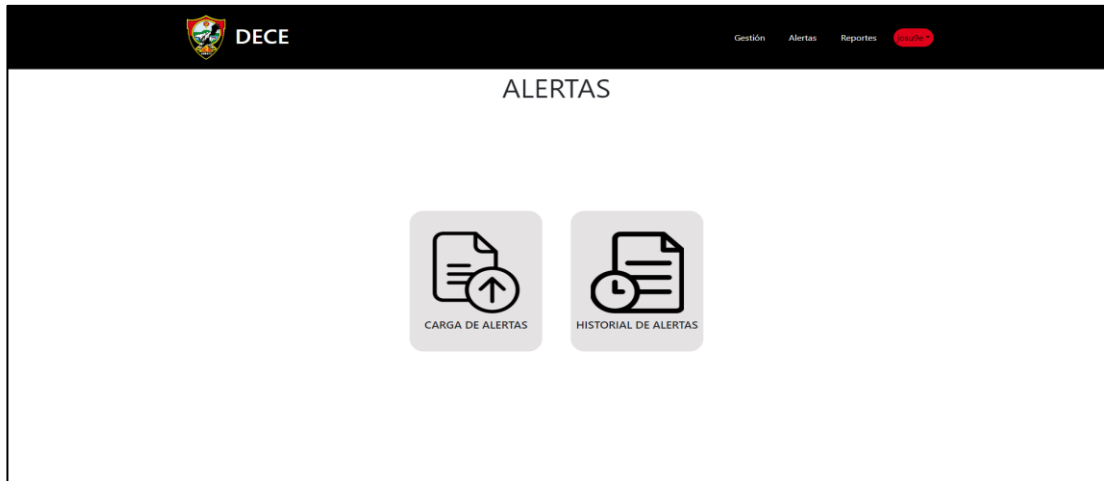 DECE
Gestión Alertas Reportes
ALERTAS
CARGA DE ALERTAS
HISTORIAL DE ALERTAS